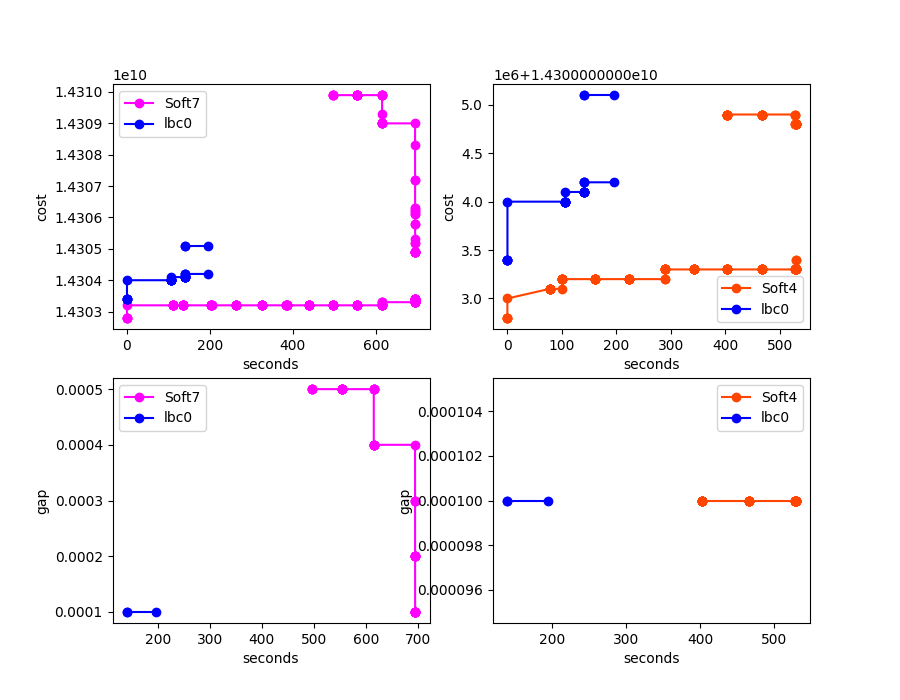 1e10
1.4310
1.4309
1.4308
1.4307
1.4306
1.4305
1.4304
1.4303
cost
Soft7
lbc0
0 200 400 600
seconds
1e6+1.4300000000e10
5.0
4.5
4.0
3.5
3.0
cost
Soft4
lbc0
0 100 200 300 400 500
seconds
0.0005
0.0004
0.0003
0.0002
0.0001
gap
Soft7
lbc0
200 300 400 500 600 700
seconds
0.000104
0.000102
0.000100
0.000098
0.000096
gap
Soft4
lbc0
200 300 400 500
seconds